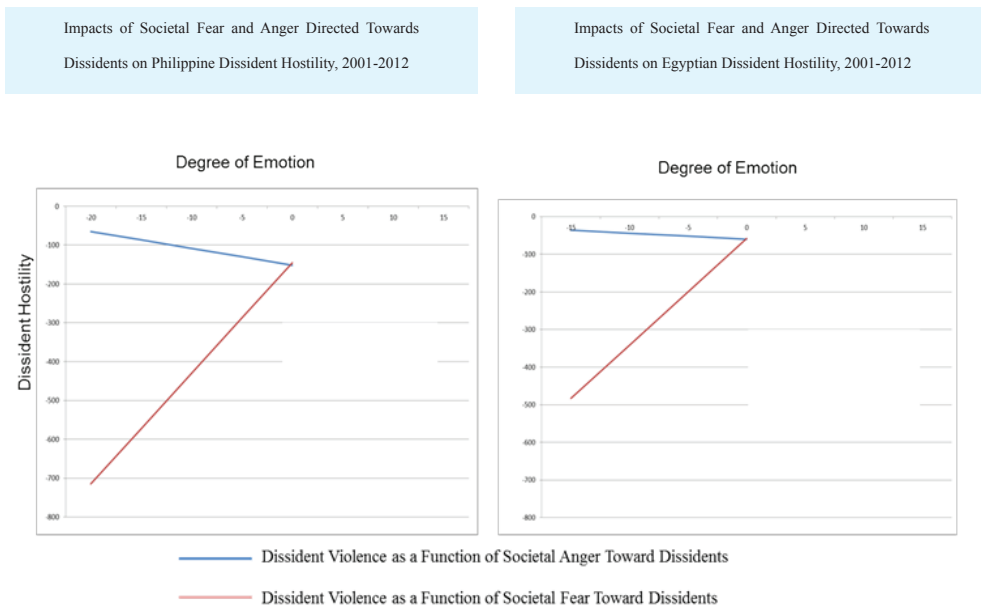 Impacts of Societal Fear and Anger Directed Towards
Dissidents on Philippine Dissident Hostility, 2001-2012
Impacts of Societal Fear and Anger Directed Towards
Dissidents on Egyptian Dissident Hostility, 2001-2012
Degree of Emotion
0
-20 -15 -10 -5 0 5 10 15
-100
-200
-300
-400
-500
-600
-700
-800
Dissident Hostility
Degree of Emotion
0
-15 -10 -5 0 5 10 15
-100
-200
-300
-400
-500
-600
-700
-800
Dissident Violence as a Function of Societal Anger Toward Dissidents
Dissident Violence as a Function of Societal Fear Toward Dissidents